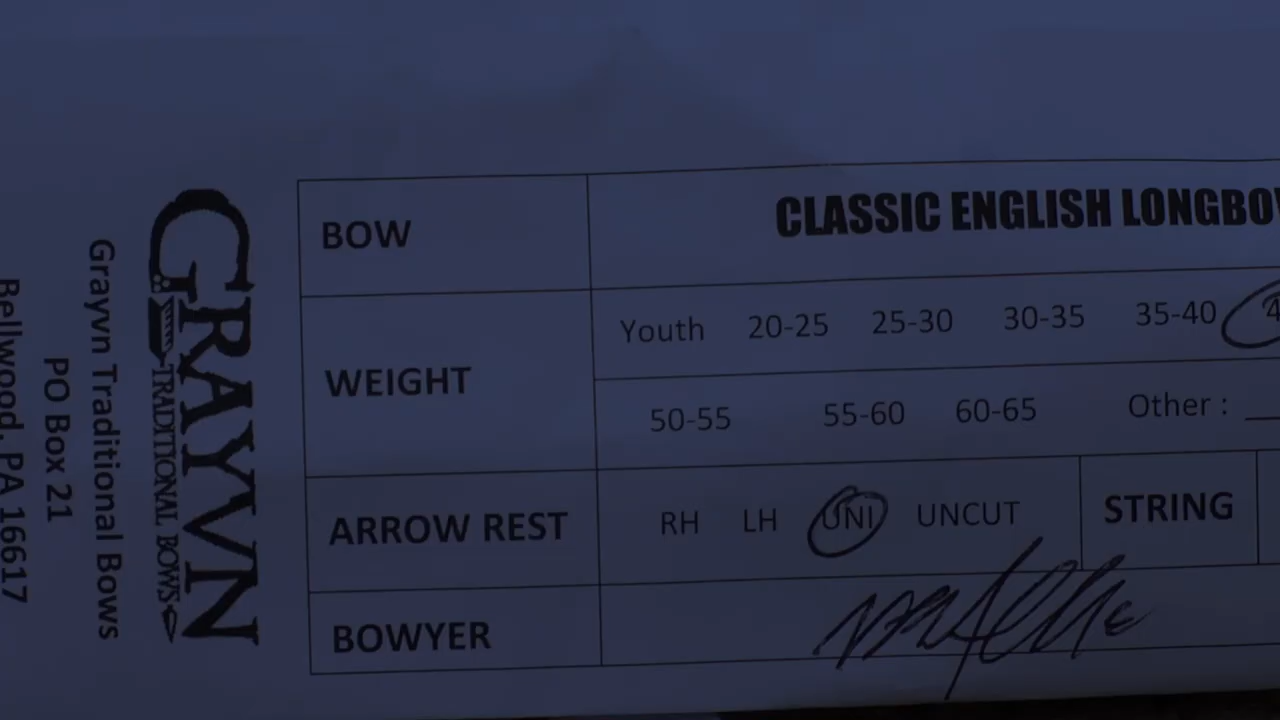 BOW CLASSIC ENGLISH LONGBO
WEIGHT
Youth 20-25 25-30 30-35 35-40 4
50-55 55-60 60-65 Other : __
ARROW REST RH LH UNI UNCUT STRING
BOWYER
GRAYVN
TRADITIONAL BOWS
Grayvn Traditional Bows
PO Box 21
Bellwood, PA 16617